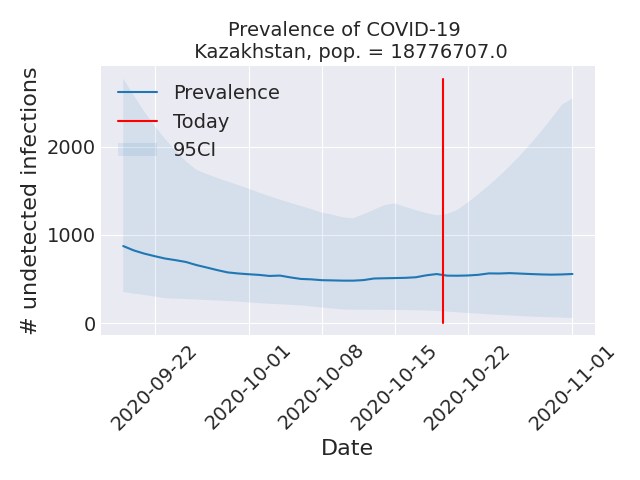 Prevalence of COVID-19
Kazakhstan, pop. = 18776707.0
# undetected infections
2000
1000
0
Prevalence
Today
95CI
2020-09-22
2020-10-01
2020-10-08
2020-10-15
2020-10-22
2020-11-01
Date